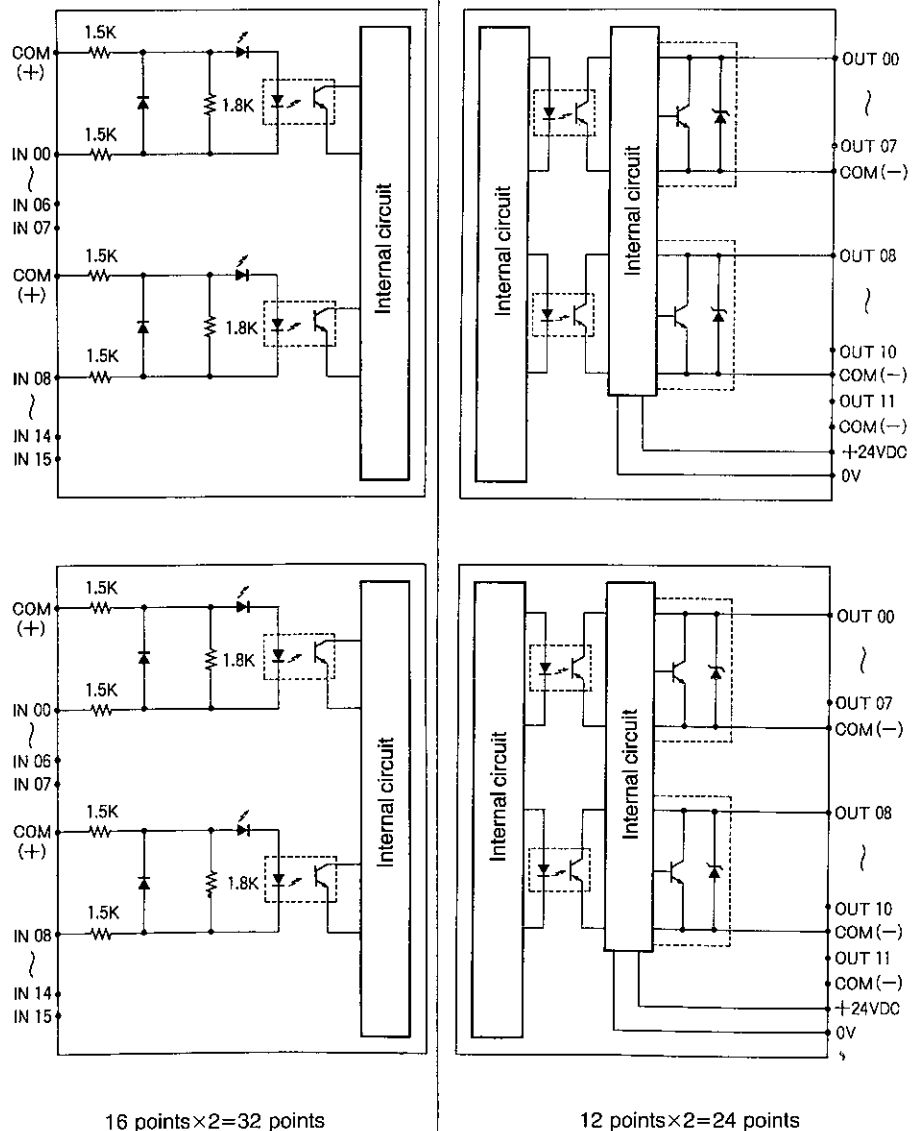 1.5K
COM
(+)
1.8K
1.5K
IN 00
IN 06
IN 07
1.5K
COM
(+)
1.8K
1.5K
IN 08
IN 14
IN 15
Internal circuit
Internal circuit
Internal circuit
OUT 00
OUT 07
COM(−)
OUT 08
OUT 10
COM(−)
OUT 11
COM(−)
+24VDC
0V
1.5K
COM
(+)
1.8K
1.5K
IN 00
IN 06
IN 07
1.5K
COM
(+)
1.8K
1.5K
IN 08
IN 14
IN 15
Internal circuit
Internal circuit
Internal circuit
OUT 00
OUT 07
COM(−)
OUT 08
OUT 10
COM(−)
OUT 11
COM(−)
+24VDC
0V
16 points×2=32 points
12 points×2=24 points